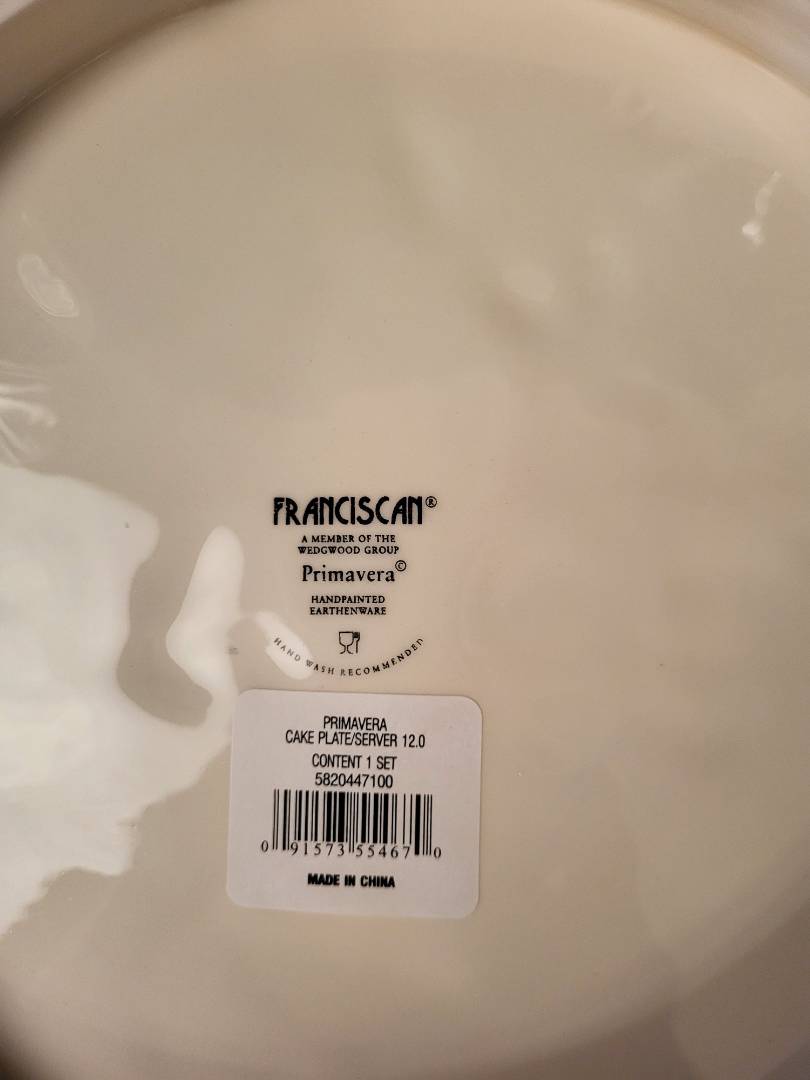 FRANCISCAN®
A MEMBER OF THE
WEDGWOOD GROUP
Primavera©
HANDPAINTED
EARTHENWARE
HAND WASH RECOMMENDED
PRIMAVERA
CAKE PLATE/SERVER 12.0
CONTENT 1 SET
5820447100
0 91573 55467 0
MADE IN CHINA